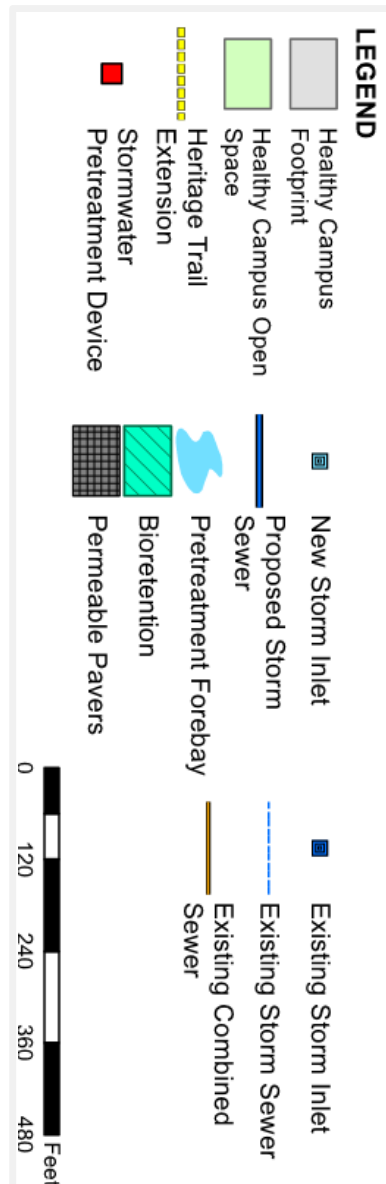 LEGEND
Healthy Campus
Footprint
Healthy Campus Open
Space
Heritage Trail
Extension
Stormwater
Pretreatment Device
New Storm Inlet
Proposed Storm
Sewer
Pretreatment Forebay
Bioretention
Permeable Pavers
Existing Storm Inlet
Existing Storm Sewer
Existing Combined
Sewer
0 120 240 360 480
Feet